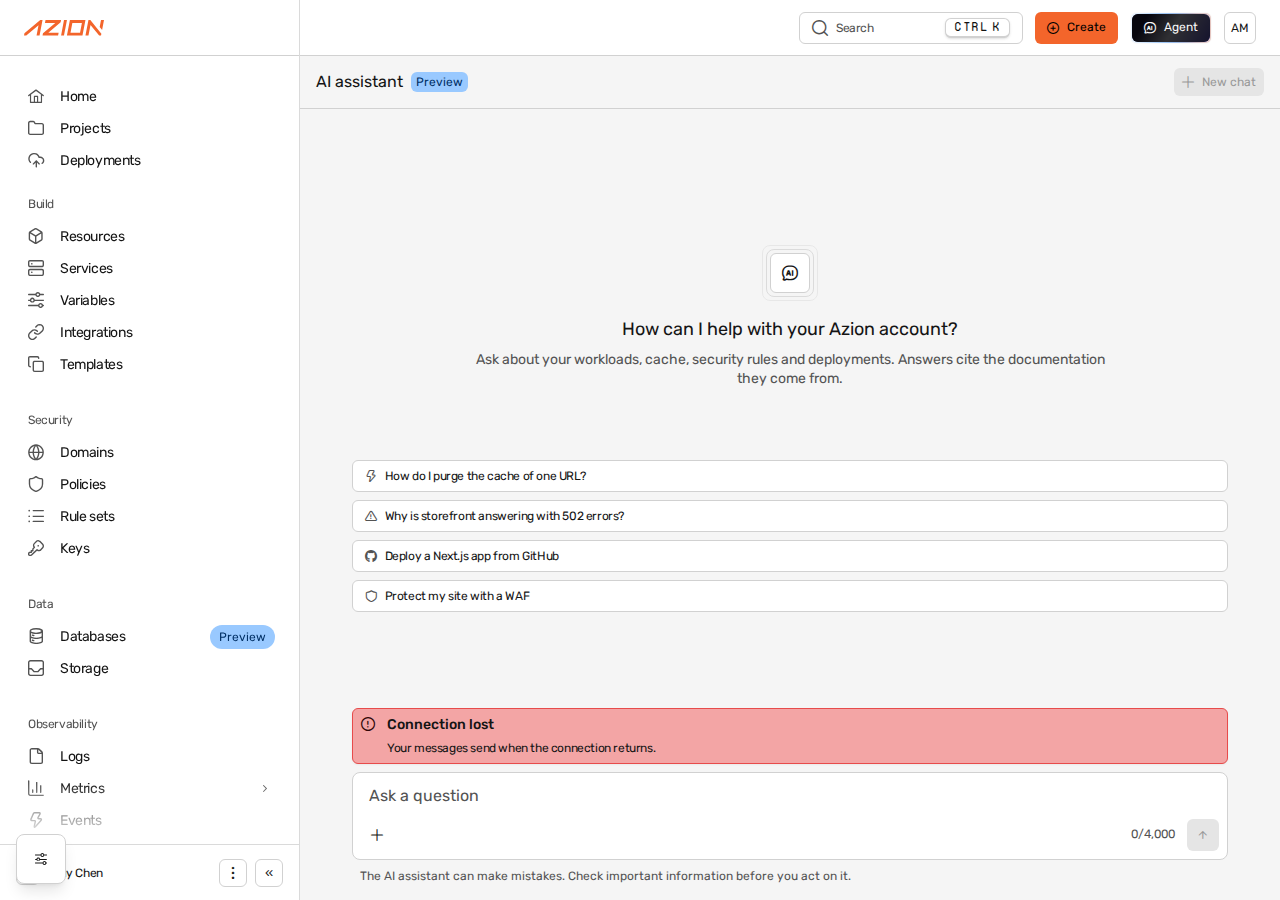 AZION
Search
CTRL K
Create
AI
Agent
AM
AI assistant
Preview
New chat
Home
Projects
Deployments
Build
Resources
Services
Variables
Integrations
Templates
Security
Domains
Policies
Rule sets
Keys
Data
Databases
Preview
Storage
Observability
Logs
Metrics
Events
y Chen
AI
How can I help with your Azion account?
Ask about your workloads, cache, security rules and deployments. Answers cite the documentation
they come from.
How do I purge the cache of one URL?
Why is storefront answering with 502 errors?
Deploy a Next.js app from GitHub
Protect my site with a WAF
Connection lost
Your messages send when the connection returns.
Ask a question
0/4,000
The AI assistant can make mistakes. Check important information before you act on it.